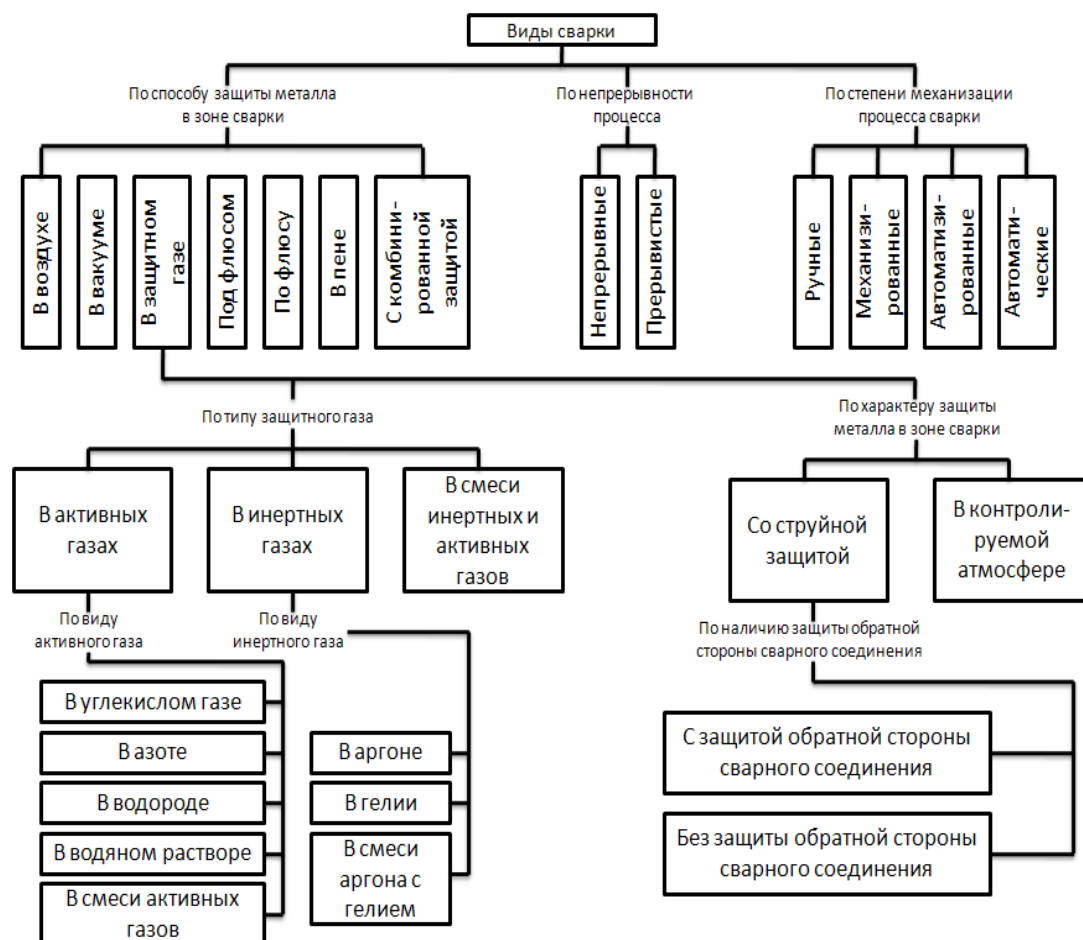 Виды сварки
По способу защиты металла
в зоне сварки
По непрерывности
процесса
По степени механизации
процесса сварки
В воздухе
В вакууме
В защитном
газе
Под флюсом
По флюсу
В пене
С комбини-
рованной
защитой
Непрерывные
Прерывистые
Ручные
Механизи-
рованные
Автоматизи-
рованные
Автомати-
ческие
По типу защитного газа
По характеру защиты
металла в зоне сварки
В активных
газах
В инертных
газах
В смеси
инертных и
активных
газов
Со струйной
защитой
В контроли-
руемой
атмосфере
По виду
активного газа
По виду
инертного газа
По наличию защиты обратной
стороны сварного соединения
В углекислом газе
В азоте
В водороде
В водяном растворе
В смеси активных
газов
В аргоне
В гелии
В смеси
аргона с
гелием
С защитой обратной стороны
сварного соединения
Без защиты обратной стороны
сварного соединения